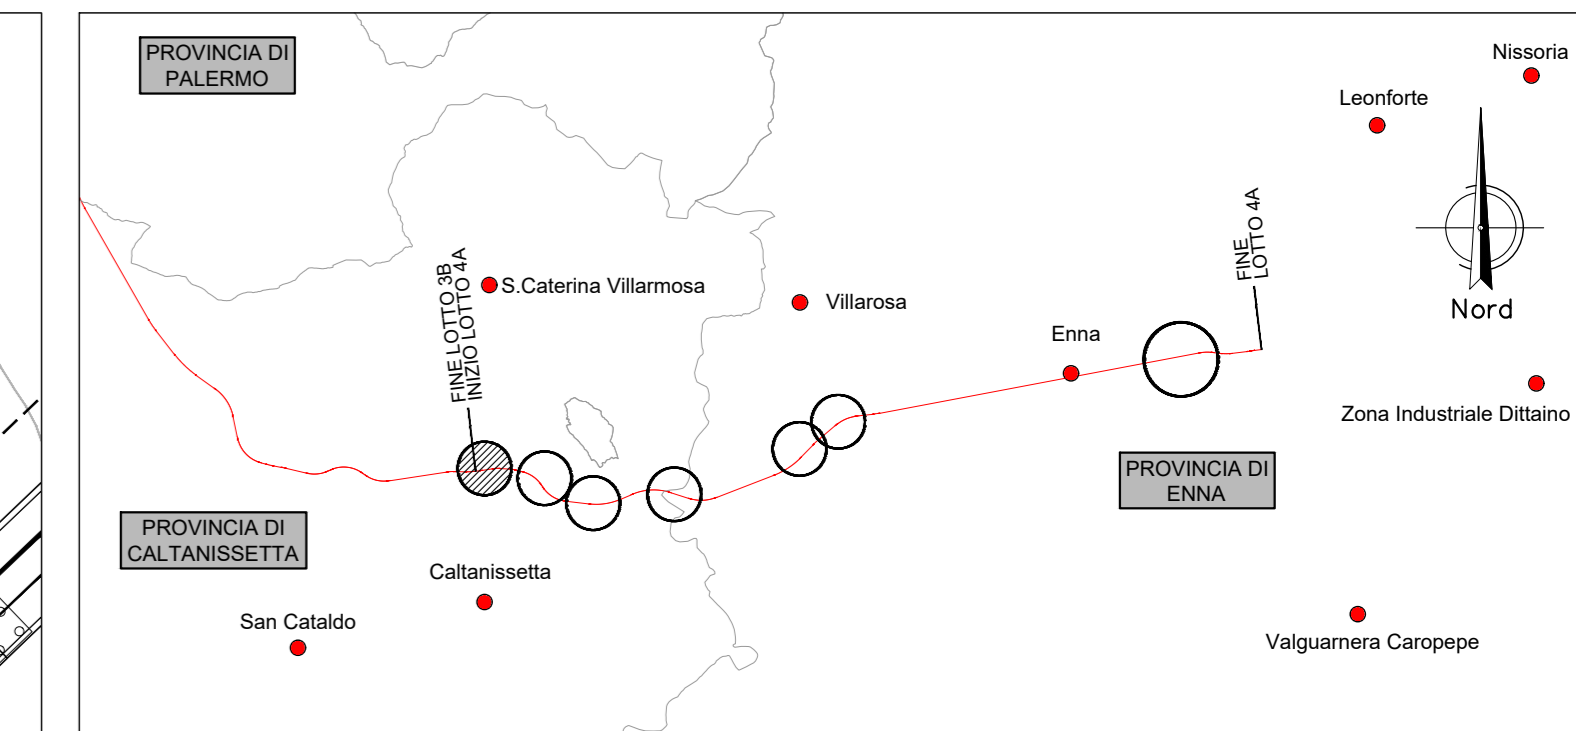 PROVINCIA DI
PALERMO
Nissoria
Leonforte
FINE
LOTTO 4A
FINE LOTTO 3B
INIZIO LOTTO 4A
S.Caterina Villarmosa
Villarosa
Nord
Enna
Zona Industriale Dittaino
PROVINCIA DI
ENNA
PROVINCIA DI
CALTANISSETTA
Caltanissetta
San Cataldo
Valguarnera Caropepe